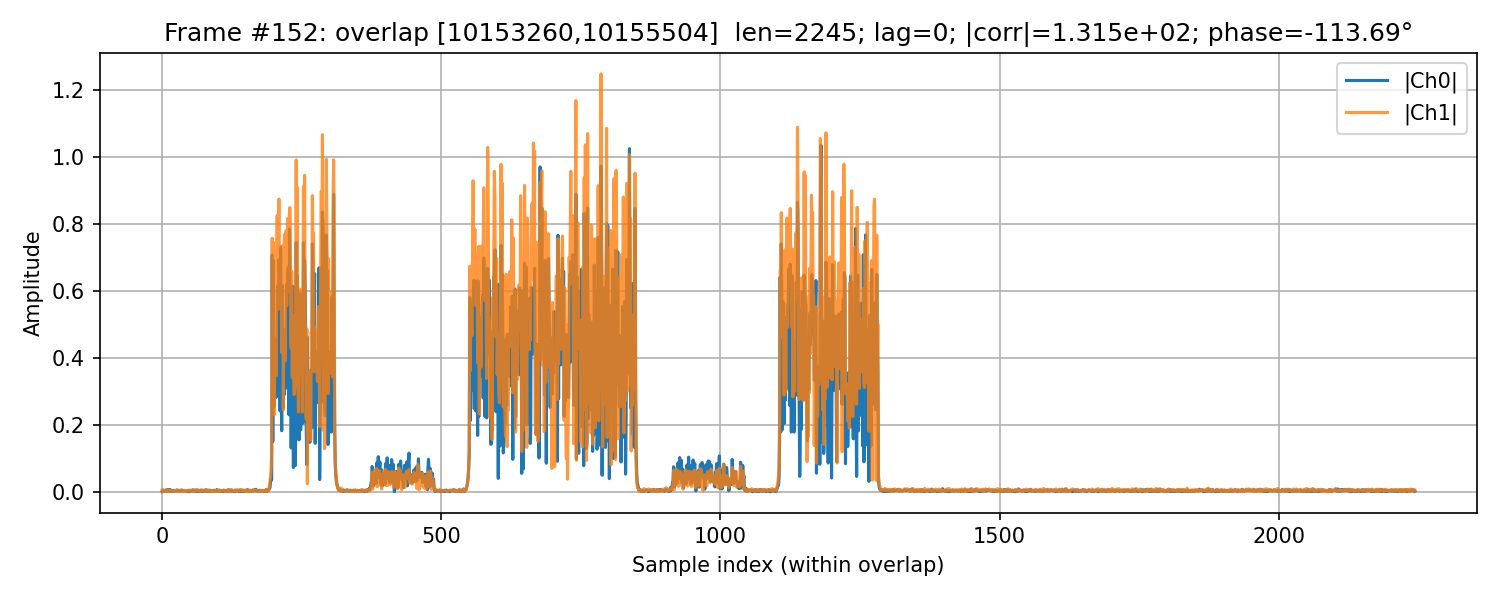 Frame #152: overlap [10153260,10155504]  len=2245; lag=0; |corr|=1.315e+02; phase=-113.69°
|Ch0|
|Ch1|
Amplitude
1.2
1.0
0.8
0.6
0.4
0.2
0.0
0 500 1000 1500 2000
Sample index (within overlap)